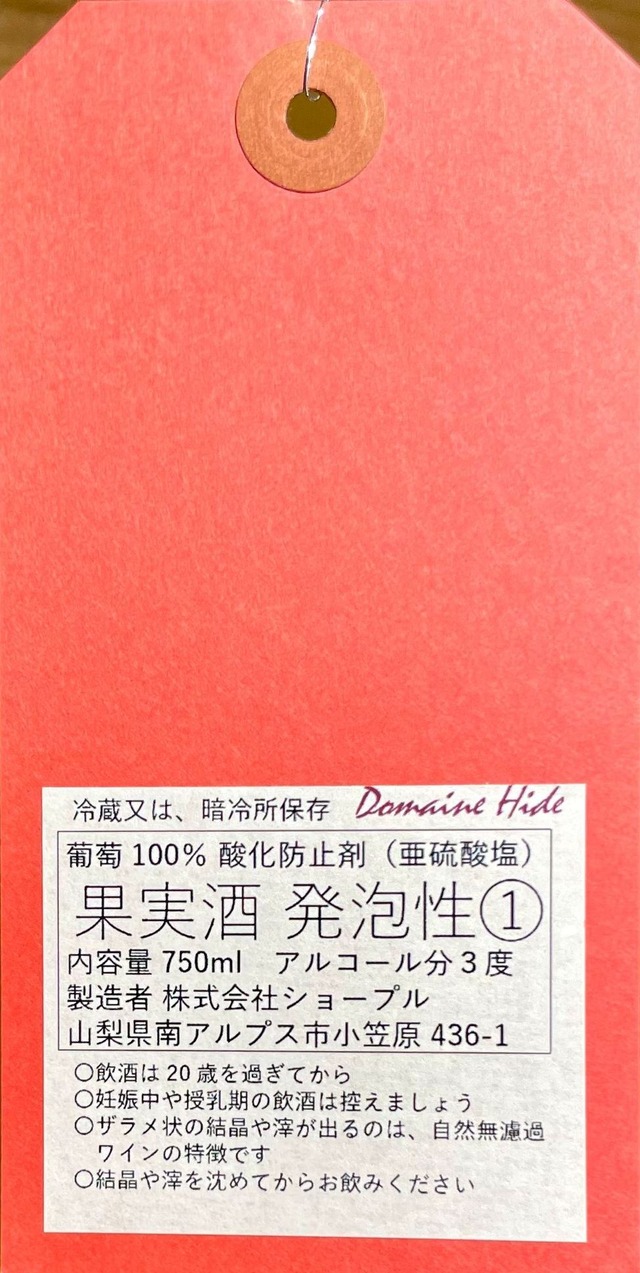 冷蔵又は、暗冷所保存 Domaine Hide
葡萄 100% 酸化防止剤（亜硫酸塩）
果実酒 発泡性①
内容量 750ml アルコール分３度
製造者 株式会社ショープル
山梨県南アルプス市小笠原 436-1
○飲酒は 20 歳を過ぎてから
○妊娠中や授乳期の飲酒は控えましょう
○ザラメ状の結晶や滓が出るのは、自然無濾過
ワインの特徴です
○結晶や滓を沈めてからお飲みください